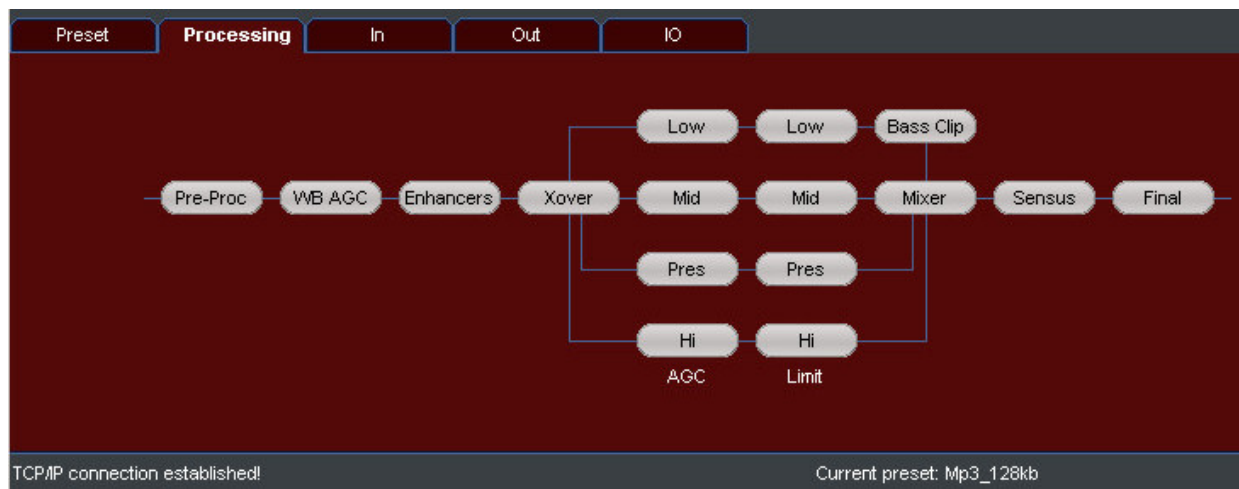 Preset Processing In Out IO
Low Low Bass Clip
Pre-Proc WB AGC Enhancers Xover Mid Mid Mixer Sensus Final
Pres Pres
Hi Hi
AGC Limit
TCP/IP connection established! Current preset: Mp3_128kb